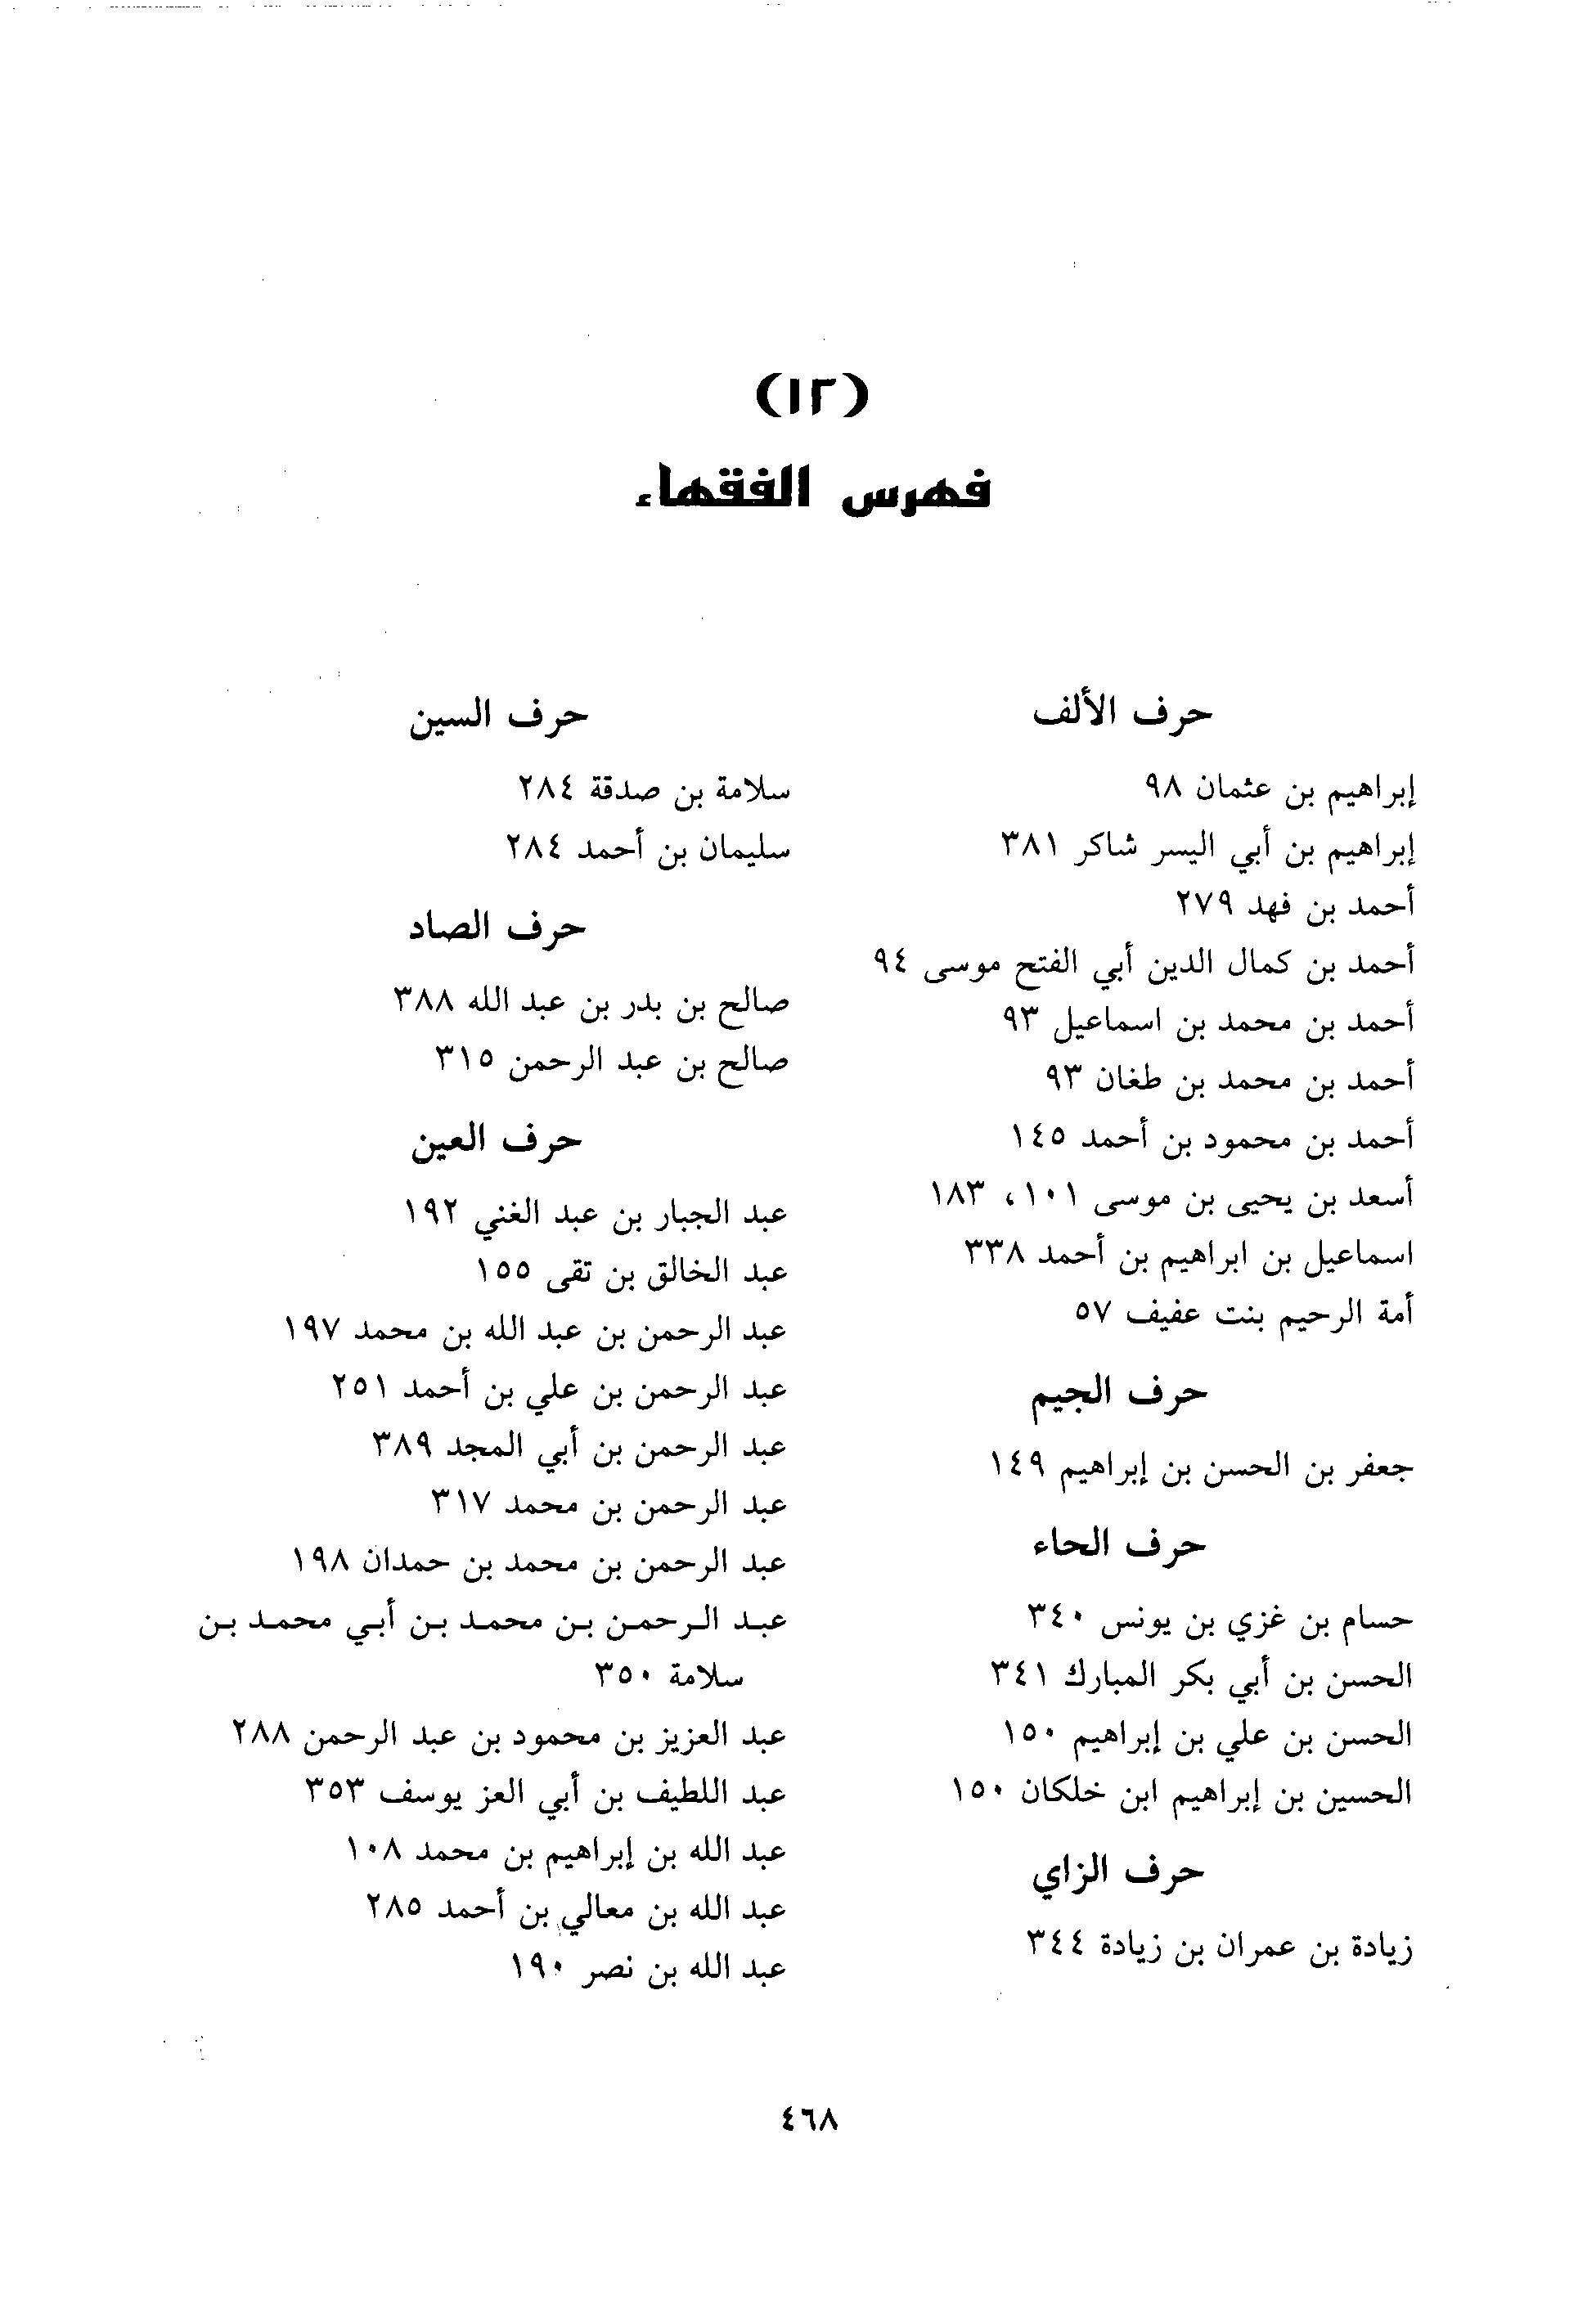 (١٢)
فهرس الفقهاء
حرف الألف
إبراهيم بن عثمان ٩٨
إبراهيم بن أبي اليسر شاكر ٣٨١
أحمد بن فهد ٢٧٩
أحمد بن كمال الدين أبي الفتح موسى ٩٤
أحمد بن محمد بن اسماعيل ٩٣
أحمد بن محمد بن طغان ٩٣
أحمد بن محمود بن أحمد ١٤٥
أسعد بن يحيى بن موسى ١٠١، ١٨٣
اسماعيل بن ابراهيم بن أحمد ٣٣٨
أمة الرحيم بنت عفيف ٥٧
حرف الجيم
جعفر بن الحسن بن إبراهيم ١٤٩
حرف الحاء
حسام بن غزي بن يونس ٣٤٠
الحسن بن أبي بكر المبارك ٣٤١
الحسن بن علي بن إبراهيم ١٥٠
الحسين بن إبراهيم ابن خلكان ١٥٠
حرف الزاي
زيادة بن عمران بن زيادة ٣٤٤
حرف السين
سلامة بن صدقة ٢٨٤
سليمان بن أحمد ٢٨٤
حرف الصاد
صالح بن بدر بن عبد الله ٣٨٨
صالح بن عبد الرحمن ٣١٥
حرف العين
عبد الجبار بن عبد الغني ١٩٢
عبد الخالق بن تقى ١٥٥
عبد الرحمن بن عبد الله بن محمد ١٩٧
عبد الرحمن بن علي بن أحمد ٢٥١
عبد الرحمن بن أبي المجد ٣٨٩
عبد الرحمن بن محمد ٣١٧
عبد الرحمن بن محمد بن حمدان ١٩٨
عبد الرحمن بن محمد بن أبي محمد بن
سلامة ٣٥٠
عبد العزيز بن محمود بن عبد الرحمن ٢٨٨
عبد اللطيف بن أبي العز يوسف ٣٥٣
عبد الله بن إبراهيم بن محمد ١٠٨
عبد الله بن معالي بن أحمد ٢٨٥
عبد الله بن نصر ١٩٠
٤٦٨